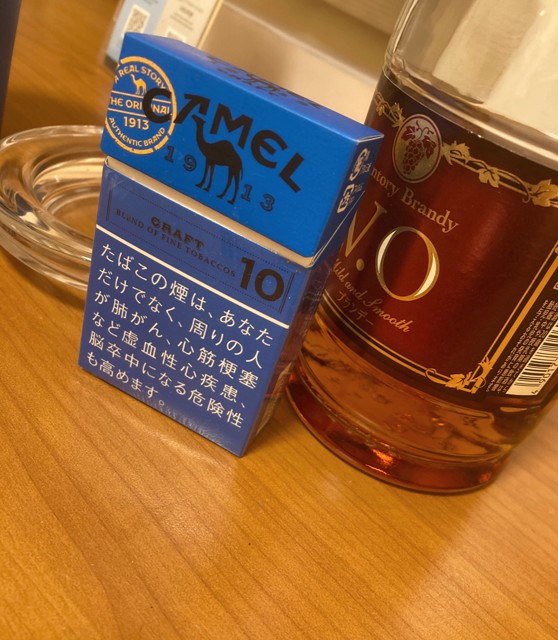 A REAL STORY
THE ORIGINAL
1913
AUTHENTIC BRAND
CAMEL
1913
CRAFT
BLEND OF FINE TOBACCOS
10
たばこの煙は、あなた
だけでなく、周りの人
が肺がん、心筋梗塞
など虚血性心疾患、
脳卒中になる危険性
も高めます。
Suntory Brandy
V.O
Mild and Smooth
ブランデー